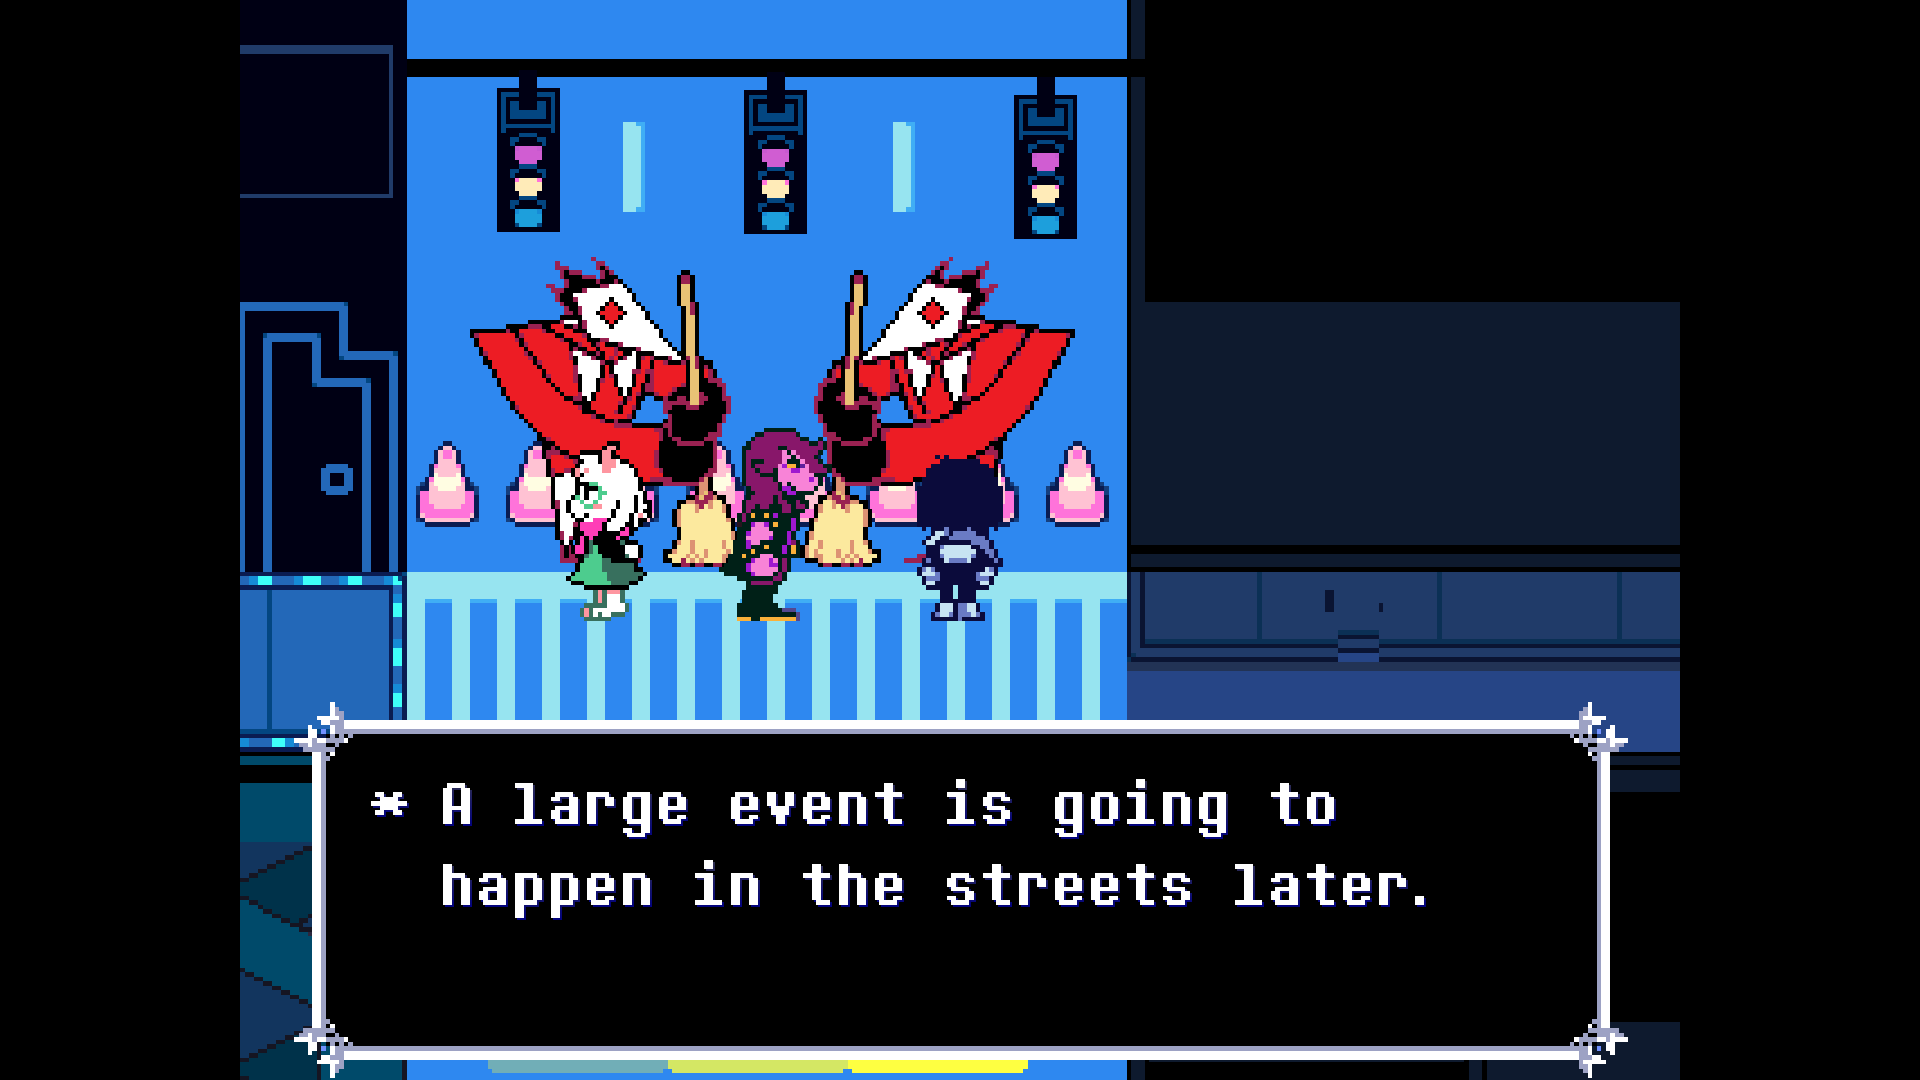 * A large event is going to
happen in the streets later.